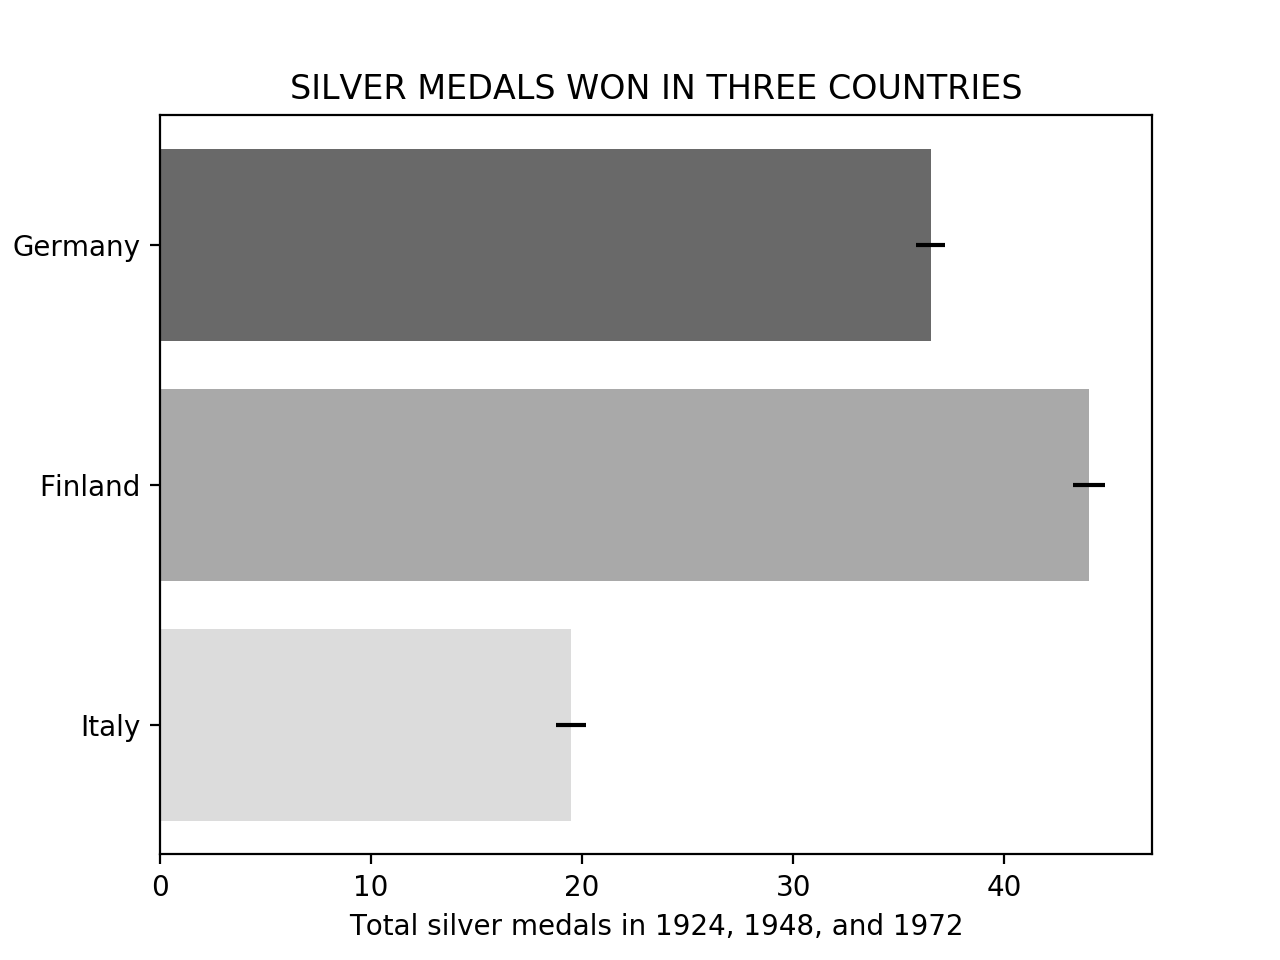 SILVER MEDALS WON IN THREE COUNTRIES
Germany
Finland
Italy
0 10 20 30 40
Total silver medals in 1924, 1948, and 1972